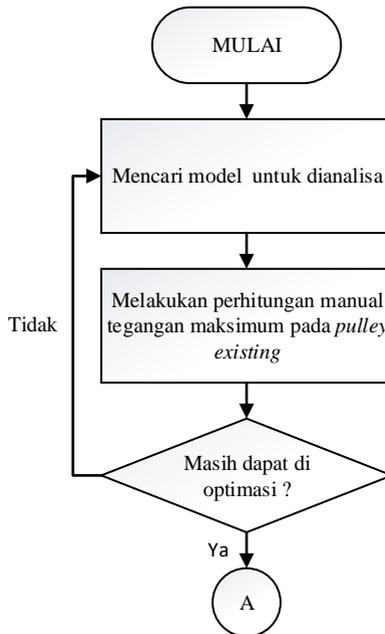 MULAI
Mencari model untuk dianalisa
Melakukan perhitungan manual
tegangan maksimum pada pulley
existing
Tidak
Masih dapat di
optimasi ?
Ya
A